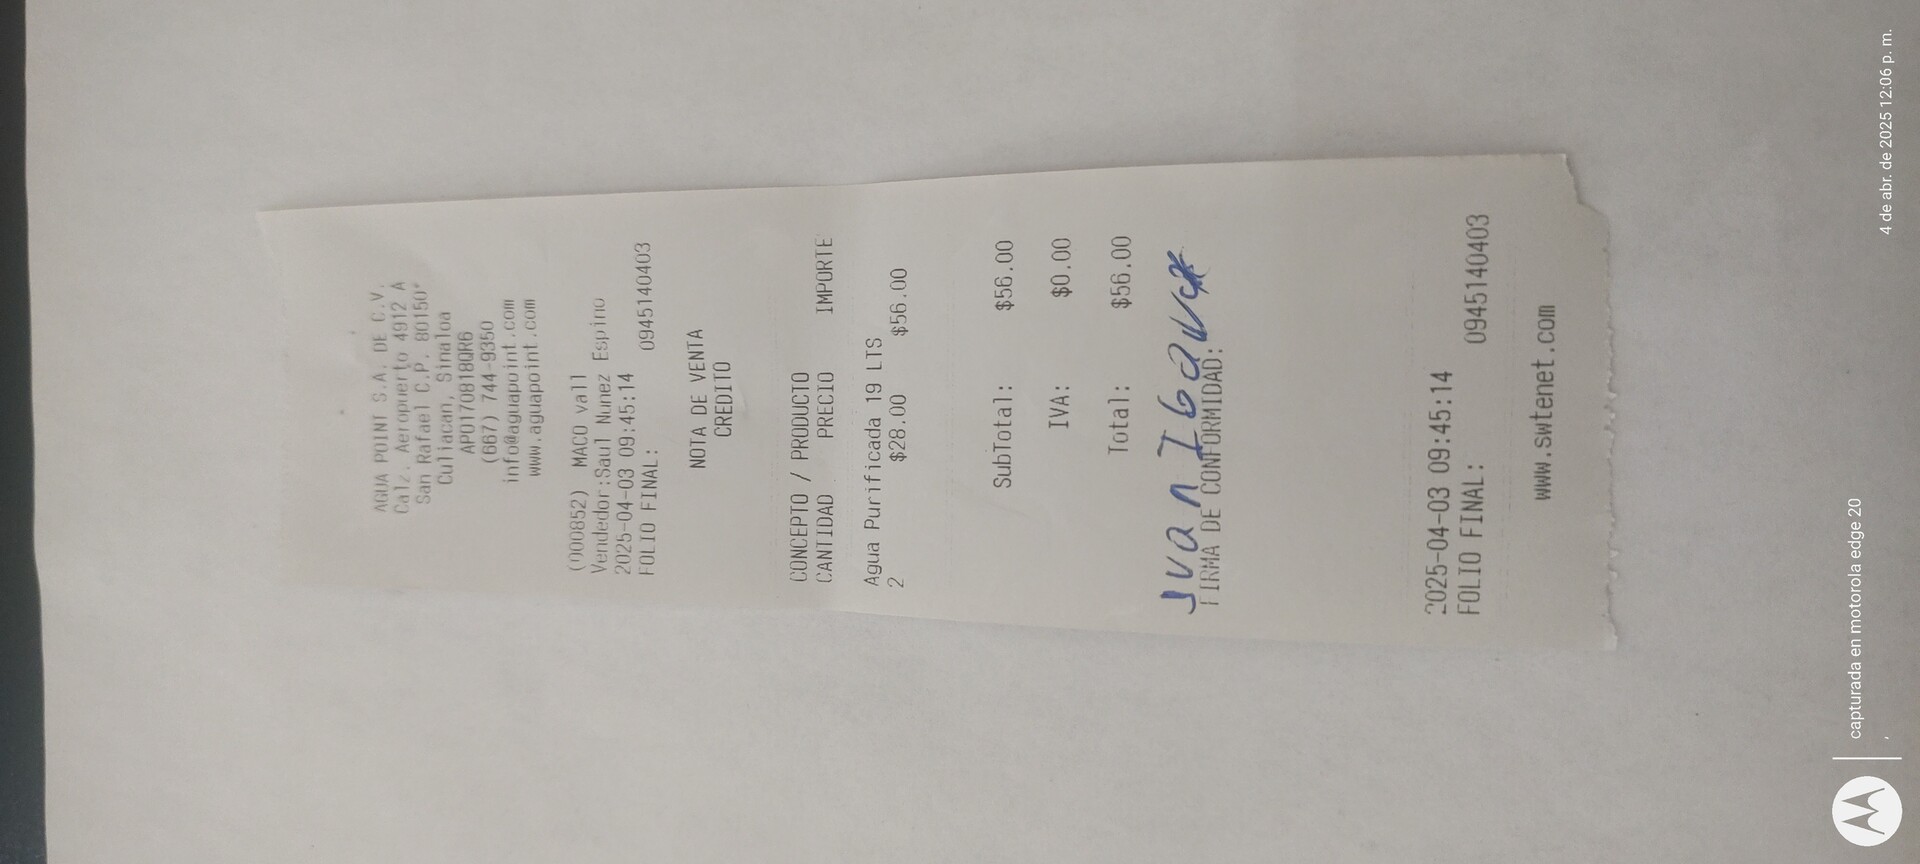 AGUA POINT S.A. DE C.V.
Calz. Aeropuerto 4912 A
San Rafael C.P. 80150*
Culiacan, Sinaloa
APO170818QR6
(667) 744-9350
info@aguapoint.com
www.aguapoint.com
(000852) MACO vall
Vendedor:Saul Nunez Espino
2025-04-03 09:45:14
FOLIO FINAL: 0945140403
NOTA DE VENTA
CREDITO
CONCEPTO / PRODUCTO
CANTIDAD PRECIO IMPORTE
Agua Purificada 19 LTS
2 $28.00 $56.00
SubTotal: $56.00
IVA: $0.00
Total: $56.00
Ivan
FIRMA DE CONFORMIDAD:
2025-04-03 09:45:14
FOLIO FINAL: 0945140403
www.swtenet.com
capturada en motorola edge 20
4 de abr. de 2025 12:06 p. m.